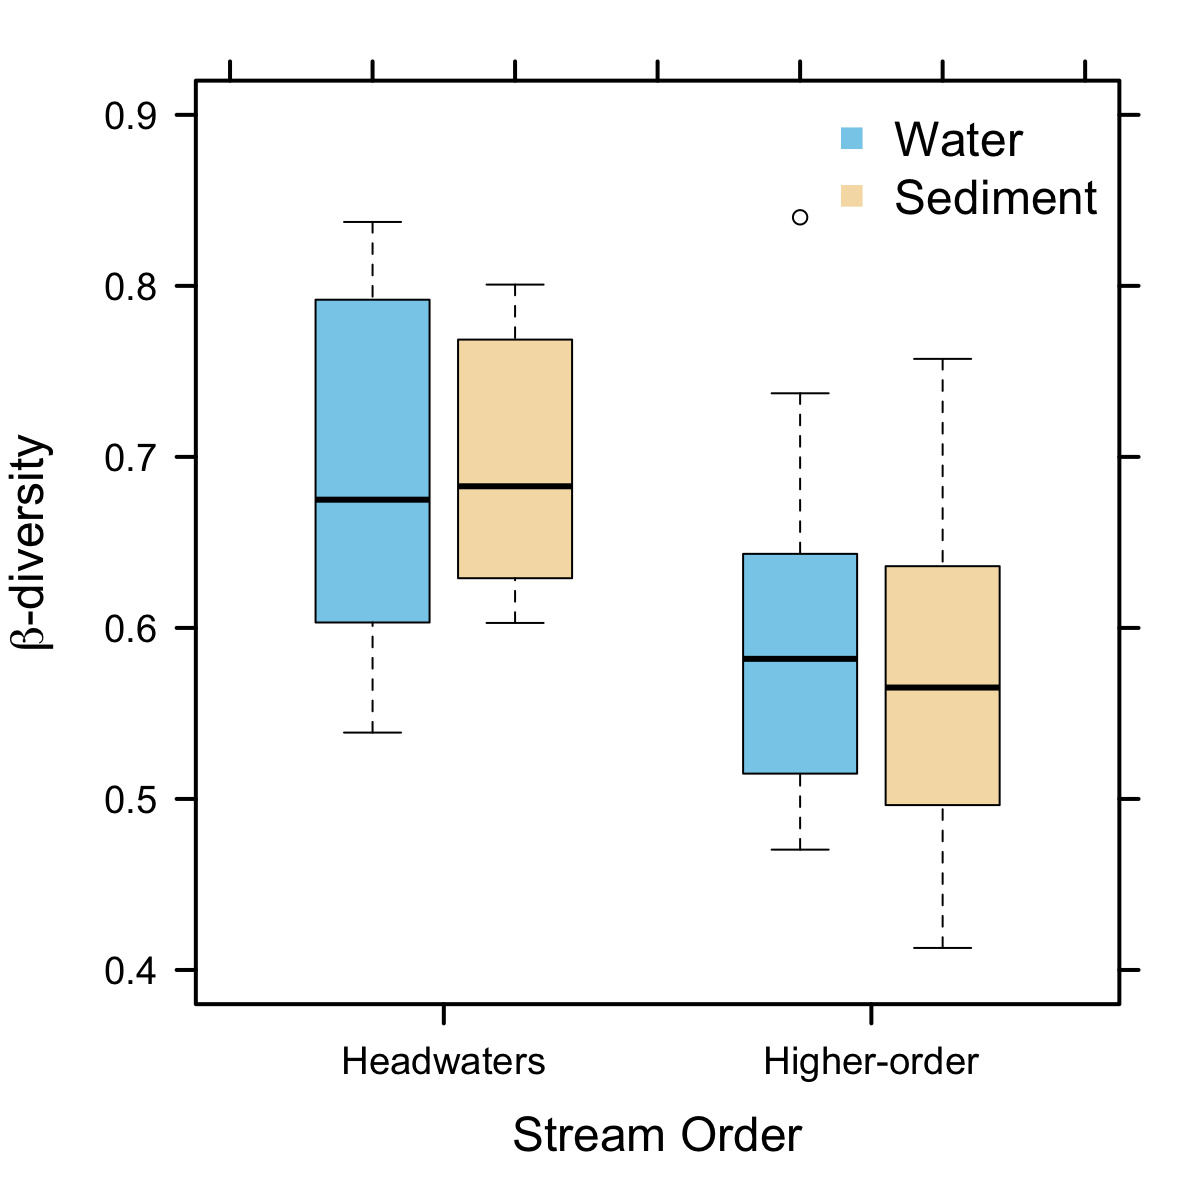 0.9
0.8
0.7
0.6
0.5
0.4
β-diversity
Water
Sediment
Headwaters
Higher-order
Stream Order